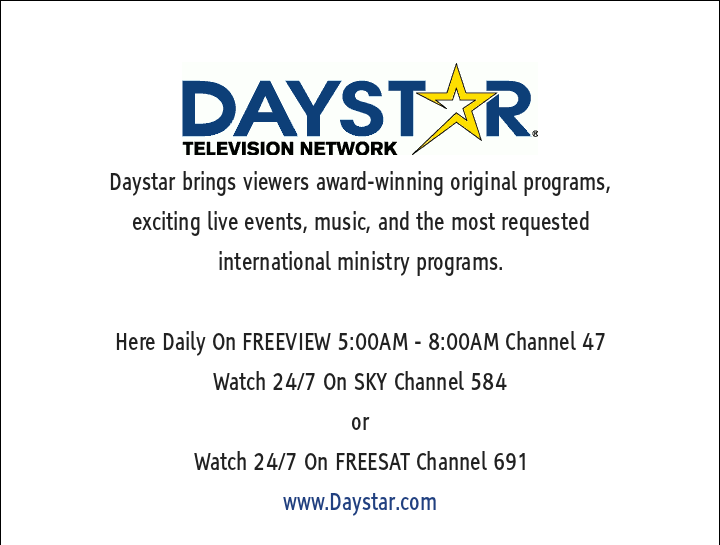 DAYSTAR®
TELEVISION NETWORK
Daystar brings viewers award-winning original programs,
exciting live events, music, and the most requested
international ministry programs.
Here Daily On FREEVIEW 5:00AM - 8:00AM Channel 47
Watch 24/7 On SKY Channel 584
or
Watch 24/7 On FREESAT Channel 691
www.Daystar.com